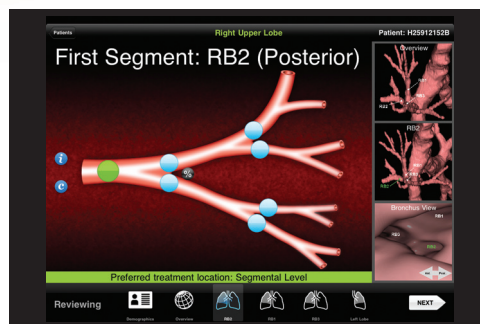 Patients
Right Upper Lobe
Patient: H25912152B
First Segment: RB2 (Posterior)
Overview
RB2
Bronchus View
RB1
i
c
%
Preferred treatment location: Segmental Level
Reviewing
Demographics
Overview
RB2
RB1
RB3
Left Lobe
NEXT